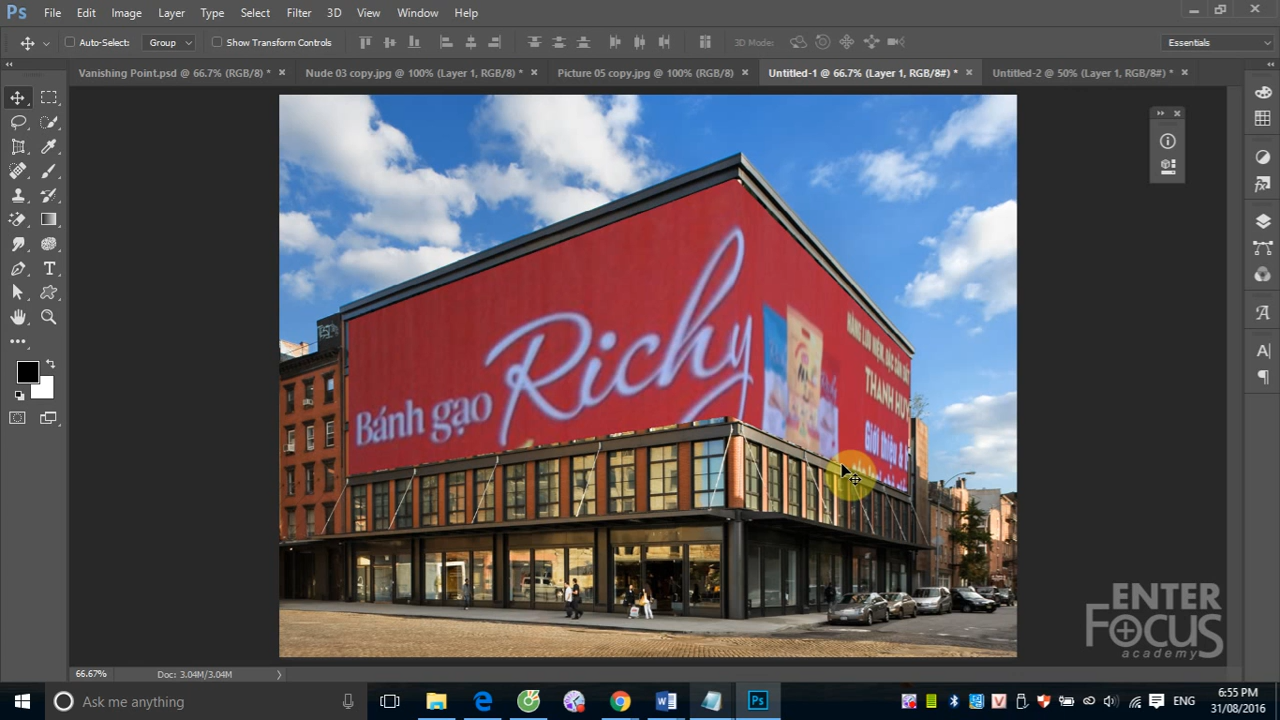 Ps File Edit Image Layer Type Select Filter 3D View Window Help
Auto-Select: Group Show Transform Controls 3D Mode: Essentials
Vanishing Point.psd @ 66.7% (RGB/8) * Nude 03 copy.jpg @ 100% (Layer 1, RGB/8*) * Picture 05 copy.jpg @ 100% (RGB/8) Untitled-1 @ 66.7% (Layer 1, RGB/8#) * Untitled-2 @ 50% (Layer 1, RGB/8#) *
Bánh gạo Richy
THANH HUY
Giới thiệu &
ENTER
FOCUS
academy
66.67% Doc: 3.04M/3.04M
Ask me anything
ENG
6:55 PM
31/08/2016